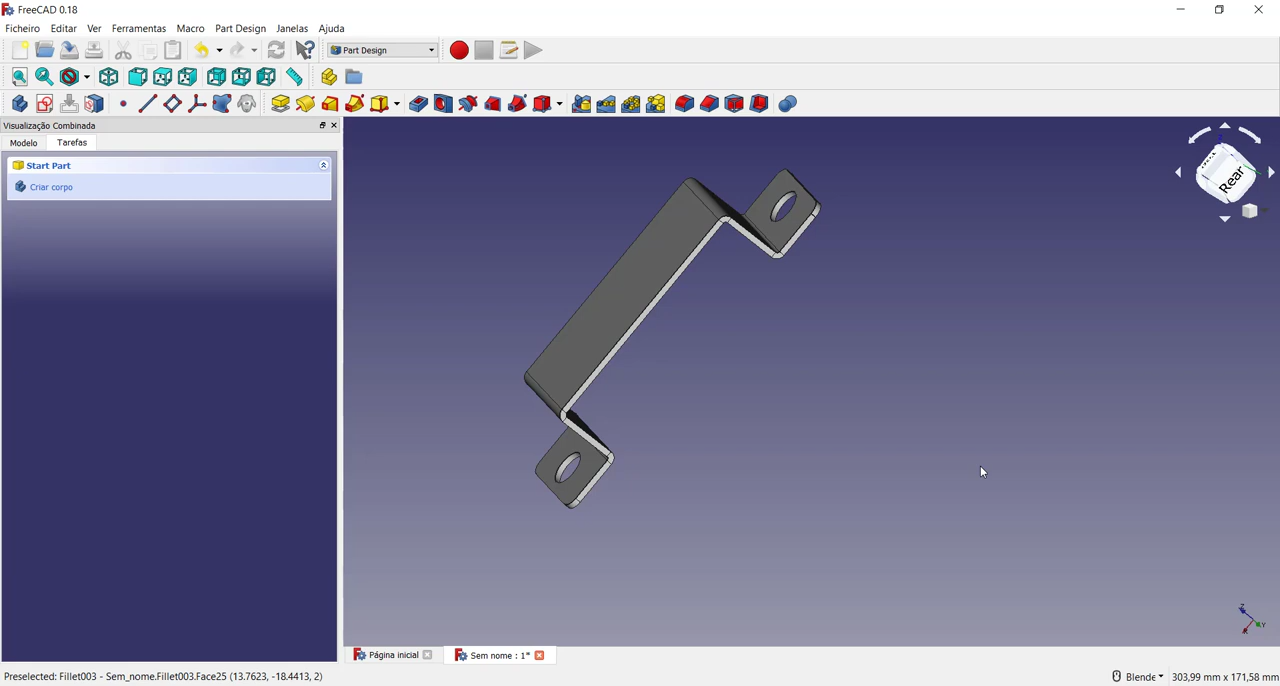 FreeCAD 0.18
Ficheiro Editar Ver Ferramentas Macro Part Design Janelas Ajuda
Part Design
Visualização Combinada
Modelo Tarefas
Start Part
Criar corpo
Rear
Z
Y
X
Página inicial
Sem nome : 1*
Preselected: Fillet003 - Sem_nome.Fillet003.Face25 (13.7623, -18.4413, 2)
Blende
303,99 mm x 171,58 mm